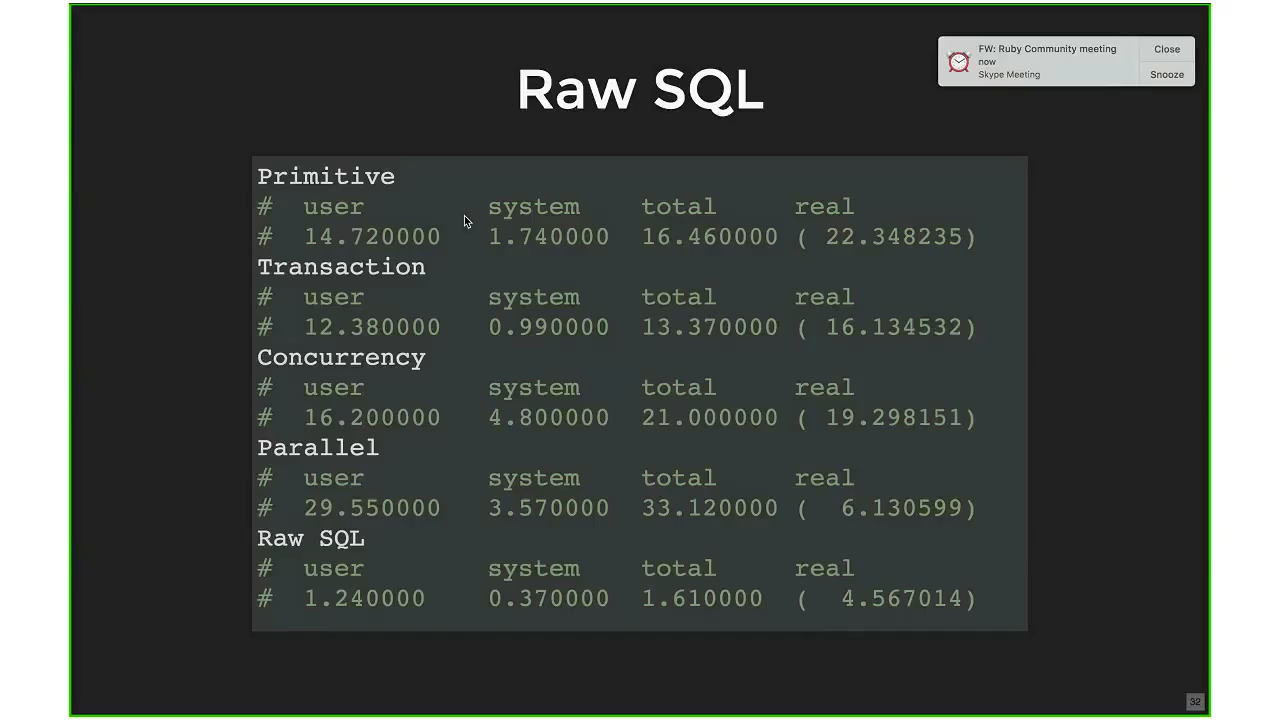 Raw SQL
FW: Ruby Community meeting
now
Skype Meeting
Close
Snooze
Primitive
# user system total real
# 14.720000 1.740000 16.460000 ( 22.348235)
Transaction
# user system total real
# 12.380000 0.990000 13.370000 ( 16.134532)
Concurrency
# user system total real
# 16.200000 4.800000 21.000000 ( 19.298151)
Parallel
# user system total real
# 29.550000 3.570000 33.120000 ( 6.130599)
Raw SQL
# user system total real
# 1.240000 0.370000 1.610000 ( 4.567014)
32